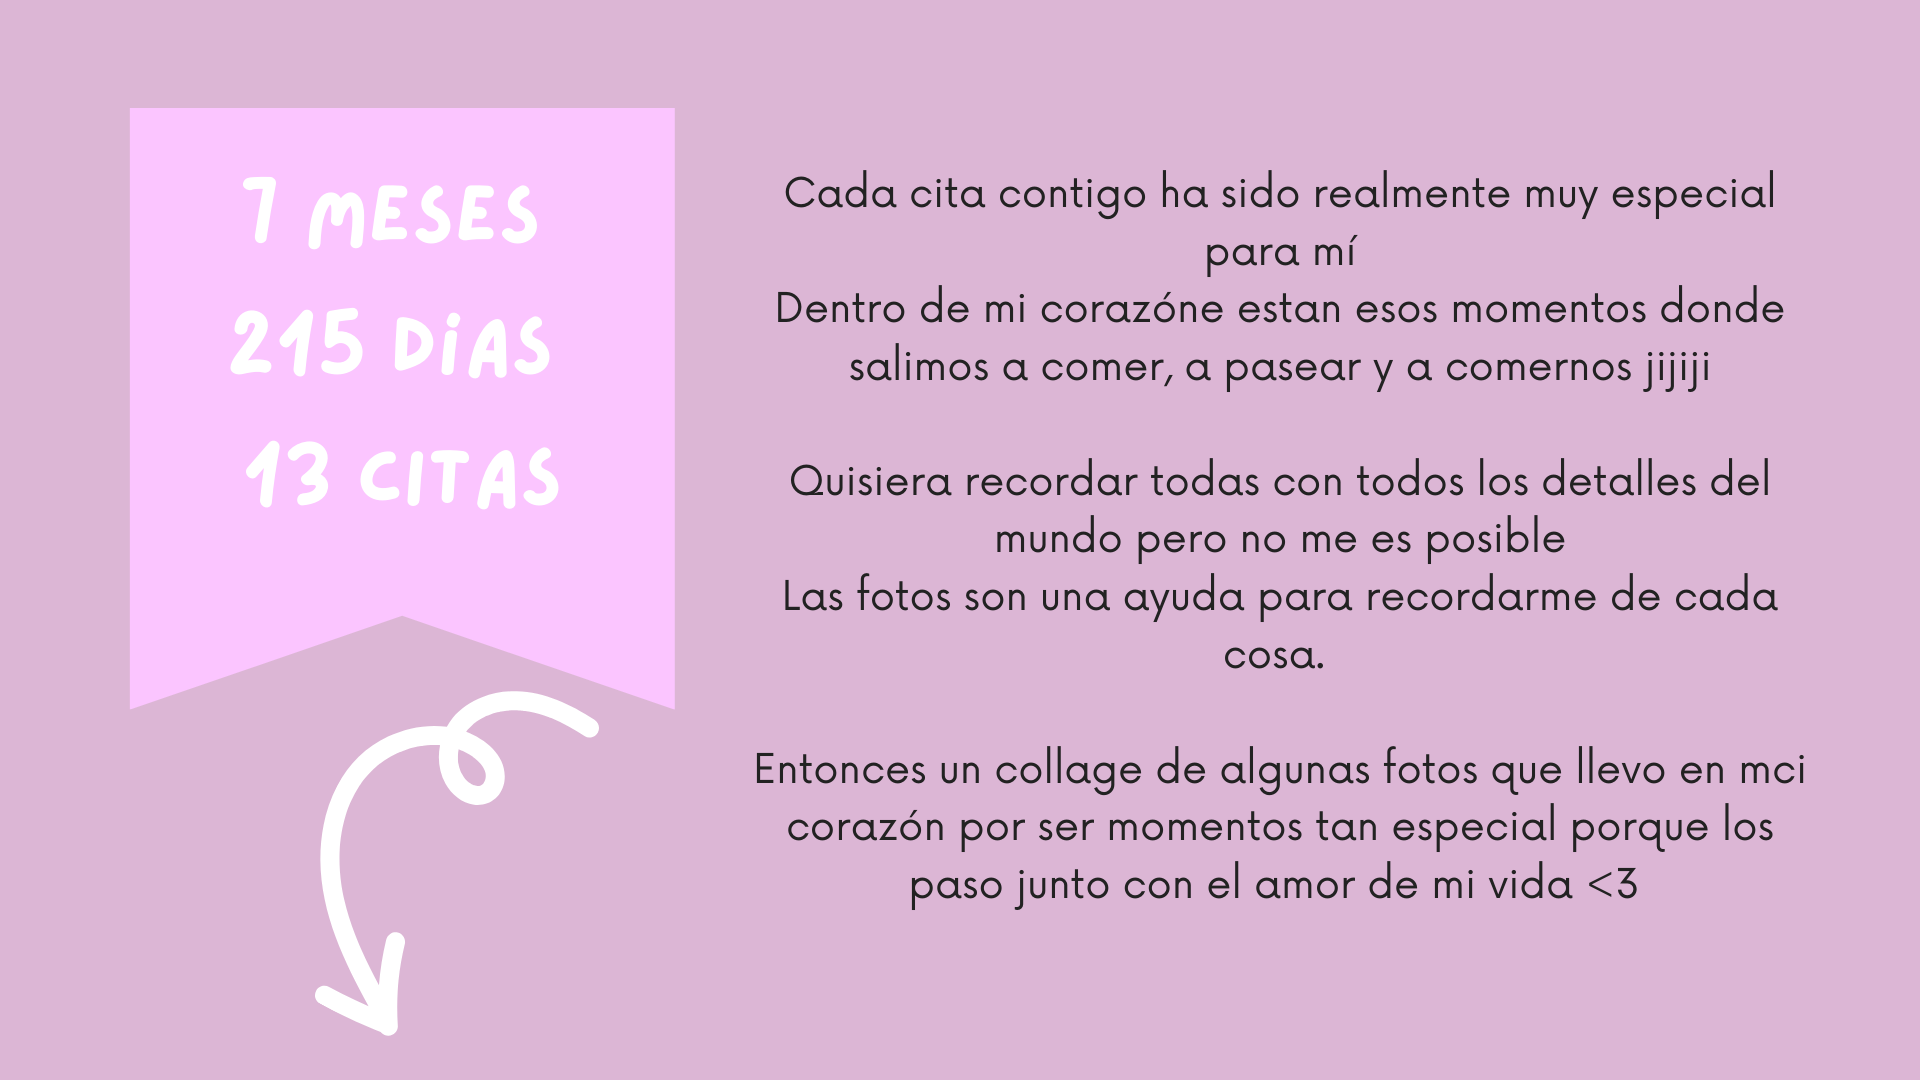 7 MESES
215 DÍAS
13 CITAS
Cada cita contigo ha sido realmente muy especial
para mí
Dentro de mi corazóne estan esos momentos donde
salimos a comer, a pasear y a comernos jijiji
Quisiera recordar todas con todos los detalles del
mundo pero no me es posible
Las fotos son una ayuda para recordarme de cada
cosa.
Entonces un collage de algunas fotos que llevo en mci
corazón por ser momentos tan especial porque los
paso junto con el amor de mi vida <3